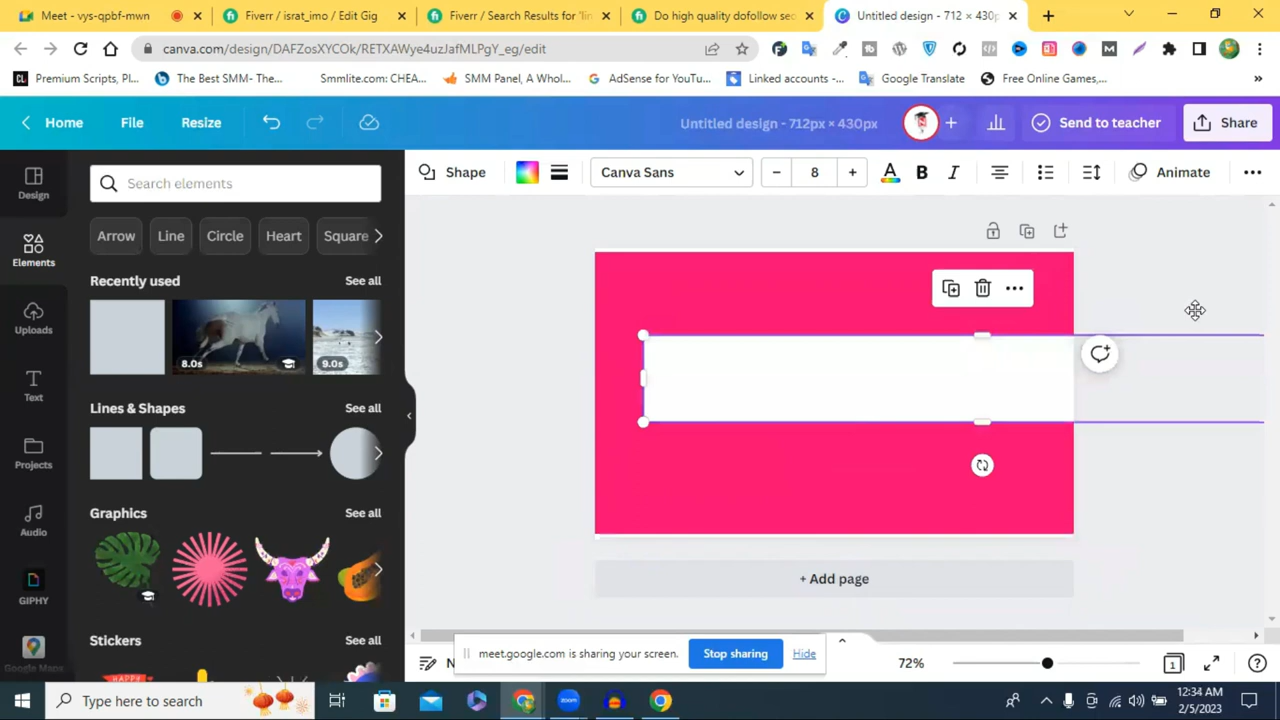 Meet - vys-qpbf-mwn
Fiverr / israt_imo / Edit Gig
Fiverr / Search Results for 'lin
Do high quality dofollow sec
Untitled design - 712 × 430p
canva.com/design/DAFZosXYCOk/RETXAWye4uzJafMLPgY_eg/edit
Premium Scripts, Pl...
The Best SMM- The...
Smmlite.com: CHEA...
SMM Panel, A Whol...
AdSense for YouTu...
Linked accounts -...
Google Translate
Free Online Games,...
Home
File
Resize
Untitled design - 712px × 430px
Send to teacher
Share
Design
Elements
Uploads
Text
Projects
Audio
GIPHY
Google Maps
Search elements
Arrow
Line
Circle
Heart
Square
Recently used
See all
8.0s
9.0s
Lines & Shapes
See all
Graphics
See all
Stickers
See all
Shape
Canva Sans
8
A
B
I
Animate
+ Add page
meet.google.com is sharing your screen.
Stop sharing
Hide
72%
1
Type here to search
12:34 AM
2/5/2023